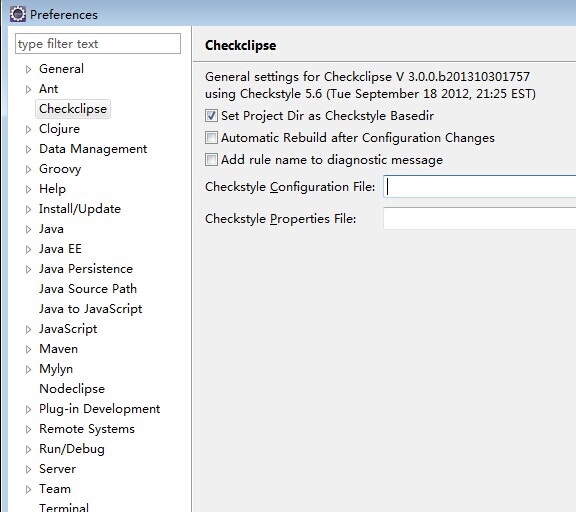 Preferences
type filter text
General
Ant
Checkclipse
Clojure
Data Management
Groovy
Help
Install/Update
Java
Java EE
Java Persistence
Java Source Path
Java to JavaScript
JavaScript
Maven
Mylyn
Nodeclipse
Plug-in Development
Remote Systems
Run/Debug
Server
Team
Terminal
Checkclipse
General settings for Checkclipse V 3.0.0.b201310301757
using Checkstyle 5.6 (Tue September 18 2012, 21:25 EST)
Set Project Dir as Checkstyle Basedir
Automatic Rebuild after Configuration Changes
Add rule name to diagnostic message
Checkstyle Configuration File:
Checkstyle Properties File: